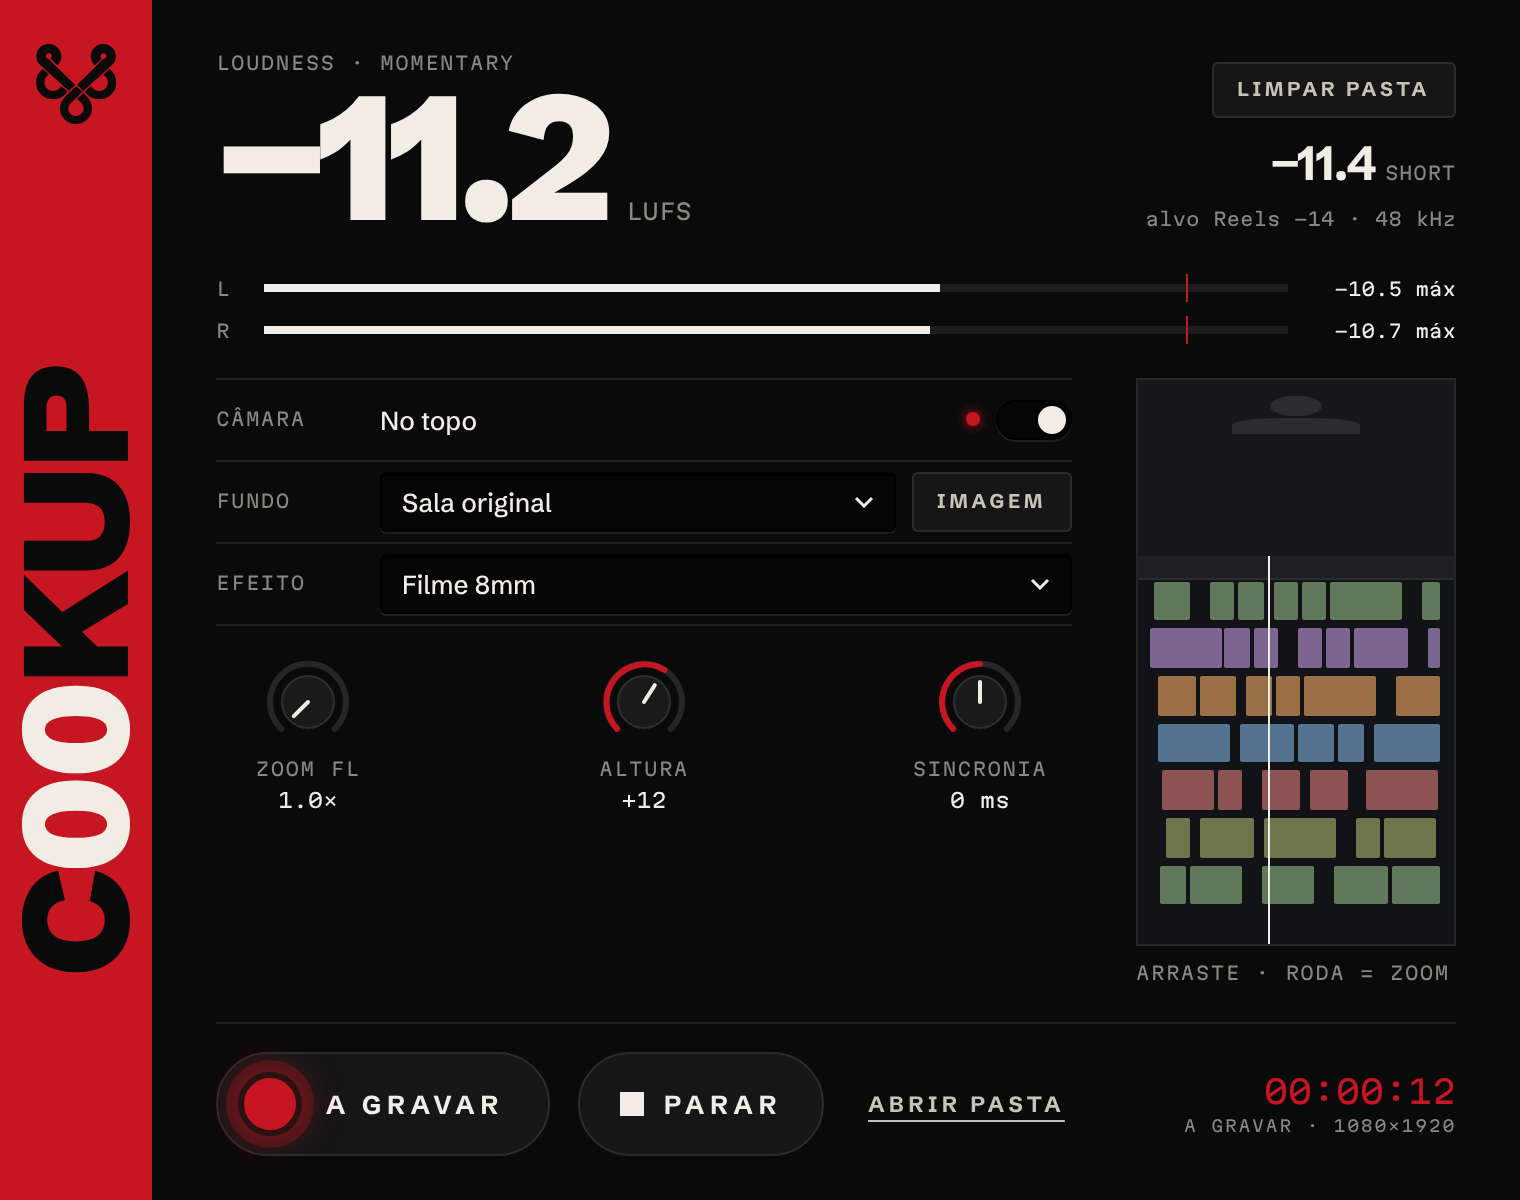 COOKUP
LOUDNESS · MOMENTARY
−11.2 LUFS
LIMPAR PASTA
−11.4 SHORT
alvo Reels −14 · 48 kHz
L −10.5 máx
R −10.7 máx
CÂMARA No topo
FUNDO Sala original IMAGEM
EFEITO Filme 8mm
ZOOM FL ALTURA SINCRONIA
1.0× +12 0 ms
ARRASTE · RODA = ZOOM
A GRAVAR PARAR ABRIR PASTA 00:00:12
A GRAVAR · 1080×1920